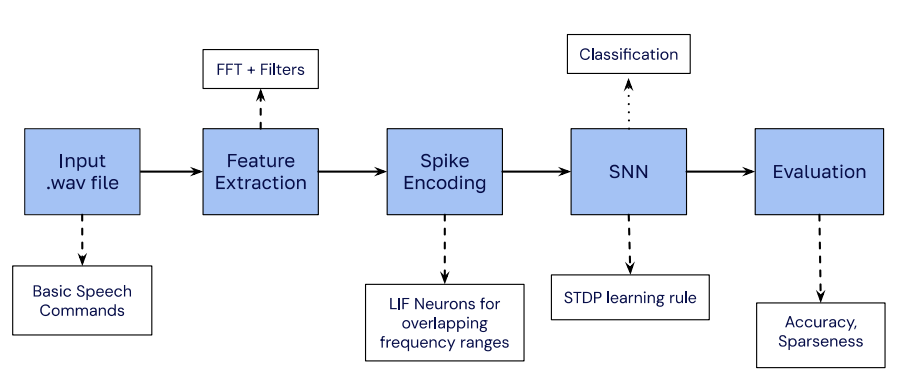 FFT + Filters
Classification
Input
.wav file
Feature
Extraction
Spike
Encoding
SNN
Evaluation
Basic Speech
Commands
LIF Neurons for
overlapping
frequency ranges
STDP learning rule
Accuracy,
Sparseness